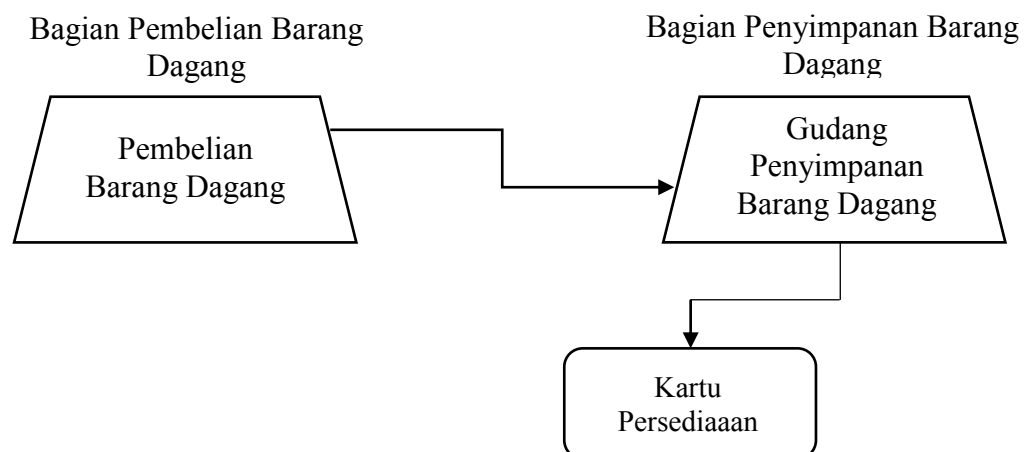 Bagian Pembelian Barang
Dagang
Bagian Penyimpanan Barang
Dagang
Pembelian
Barang Dagang
Gudang
Penyimpanan
Barang Dagang
Kartu
Persediaaan